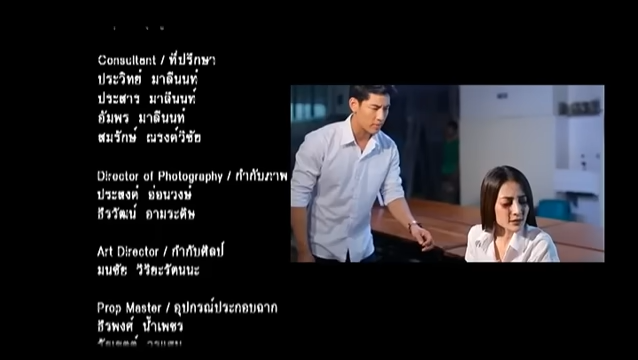 Consultant / ที่ปรึกษา
ประวิทย์ มาลีนนท์
ประสาร มาลีนนท์
อัมพร มาลีนนท์
สมรักษ์ ณรงค์วิชัย
Director of Photography / กำกับภาพ
ประสงค์ อ่อนวงษ์
ธีรวัฒน์ อามระดิษ
Art Director / กำกับศิลป์
มนชัย วิริยะรัตนนะ
Prop Master / อุปกรณ์ประกอบฉาก
ธีรพงศ์ น้ำเพชร